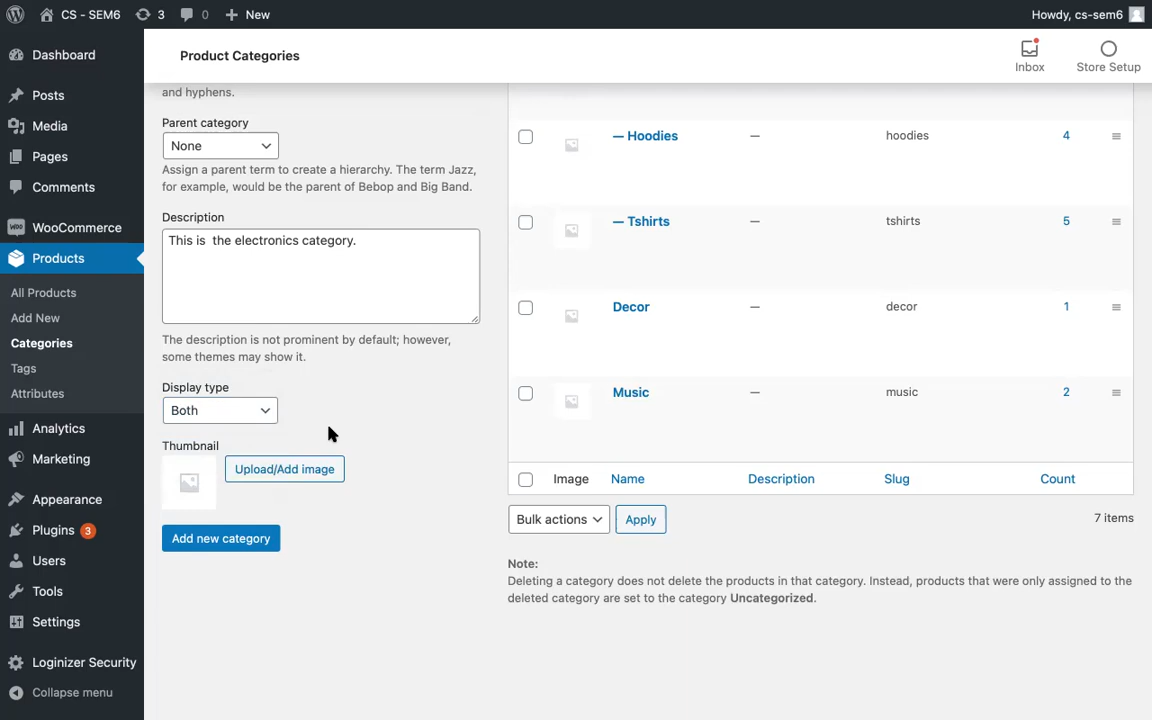 CS - SEM6 3 0 New Howdy, cs-sem6
Dashboard
Posts
Media
Pages
Comments
WooCommerce
Products
All Products
Add New
Categories
Tags
Attributes
Analytics
Marketing
Appearance
Plugins 3
Users
Tools
Settings
Loginizer Security
Collapse menu
Product Categories
Inbox
Store Setup
and hyphens.
Parent category
None
Assign a parent term to create a hierarchy. The term Jazz,
for example, would be the parent of Bebop and Big Band.
Description
This is  the electronics category.
The description is not prominent by default; however,
some themes may show it.
Display type
Both
Thumbnail
Upload/Add image
Add new category
— Hoodies — hoodies 4
— Tshirts — tshirts 5
Decor — decor 1
Music — music 2
Image Name Description Slug Count
Bulk actions Apply 7 items
Note:
Deleting a category does not delete the products in that category. Instead, products that were only assigned to the
deleted category are set to the category Uncategorized.